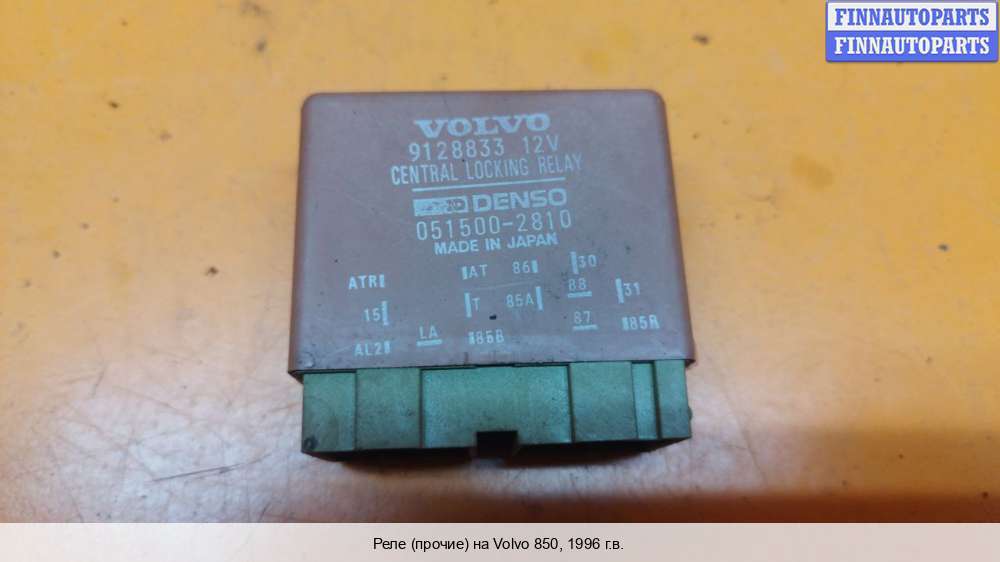 FINNAUTOPARTS
FINNAUTOPARTS
VOLVO
9128833 12V
CENTRAL LOCKING RELAY
DENSO
051500-2810
MADE IN JAPAN
ATR AT 86 30
15 T 85A 88 31
AL2 LA 85B 87 85R
Реле (прочие) на Volvo 850, 1996 г.в.